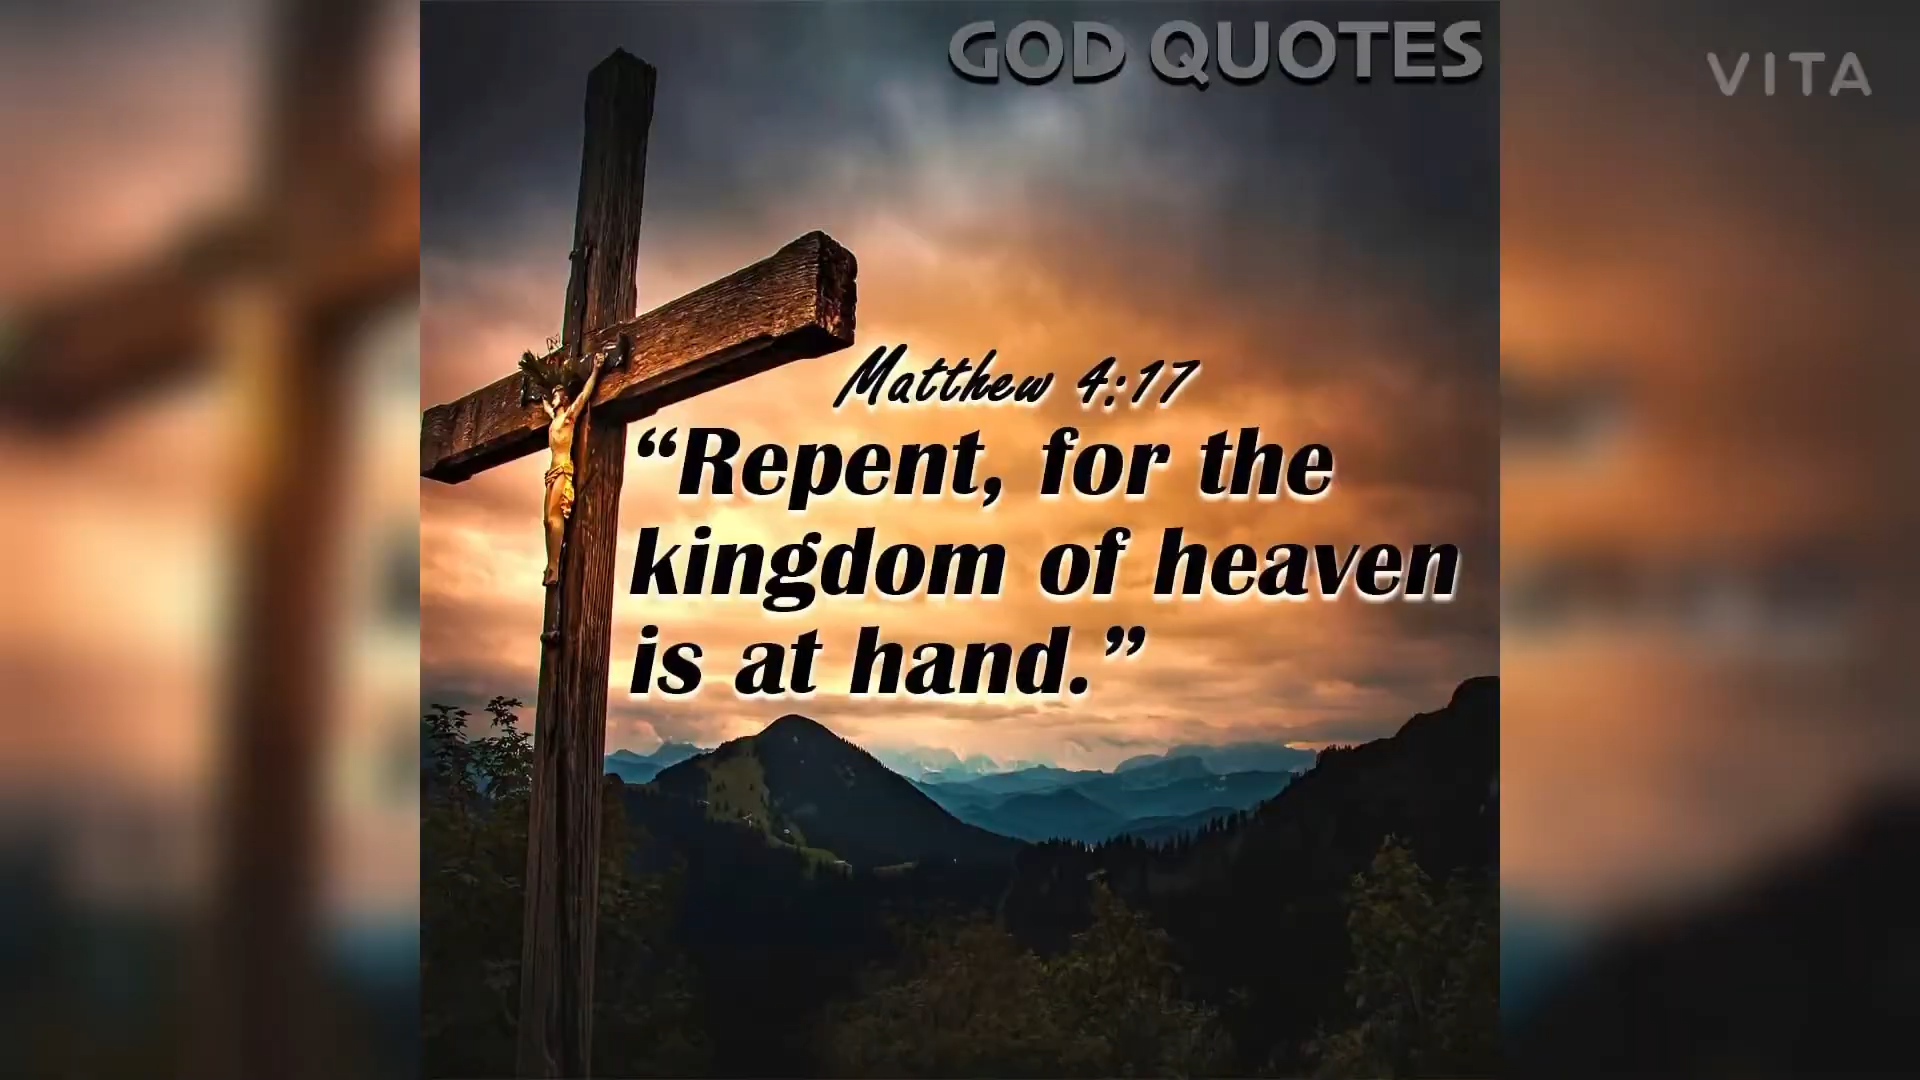 GOD QUOTES
VITA
Matthew 4:17
“Repent, for the
kingdom of heaven
is at hand.”